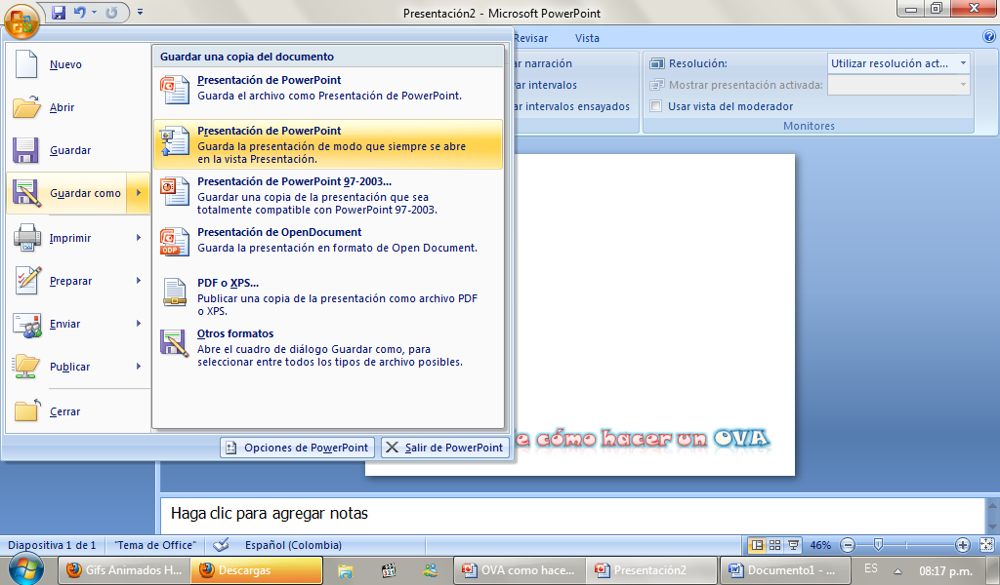 Presentación2 - Microsoft PowerPoint
Revisar Vista
Nuevo
Abrir
Guardar
Guardar como
Imprimir
Preparar
Enviar
Publicar
Cerrar
Guardar una copia del documento
Presentación de PowerPoint
Guarda el archivo como Presentación de PowerPoint.
Presentación de PowerPoint
Guarda la presentación de modo que siempre se abre
en la vista Presentación.
Presentación de PowerPoint 97-2003...
Guardar una copia de la presentación que sea
totalmente compatible con PowerPoint 97-2003.
Presentación de OpenDocument
Guarda la presentación en formato de Open Document.
PDF o XPS...
Publicar una copia de la presentación como archivo PDF
o XPS.
Otros formatos
Abre el cuadro de diálogo Guardar como, para
seleccionar entre todos los tipos de archivo posibles.
Opciones de PowerPoint
Salir de PowerPoint
ar narración
ar intervalos
ar intervalos ensayados
Resolución: Utilizar resolución act...
Mostrar presentación activada:
Usar vista del moderador
Monitores
e cómo hacer un OVA
Haga clic para agregar notas
Diapositiva 1 de 1 "Tema de Office" Español (Colombia) 46%
Gifs Animados H... Descargas OVA como hace... Presentación2 Documento1 - ... ES 08:17 p.m.